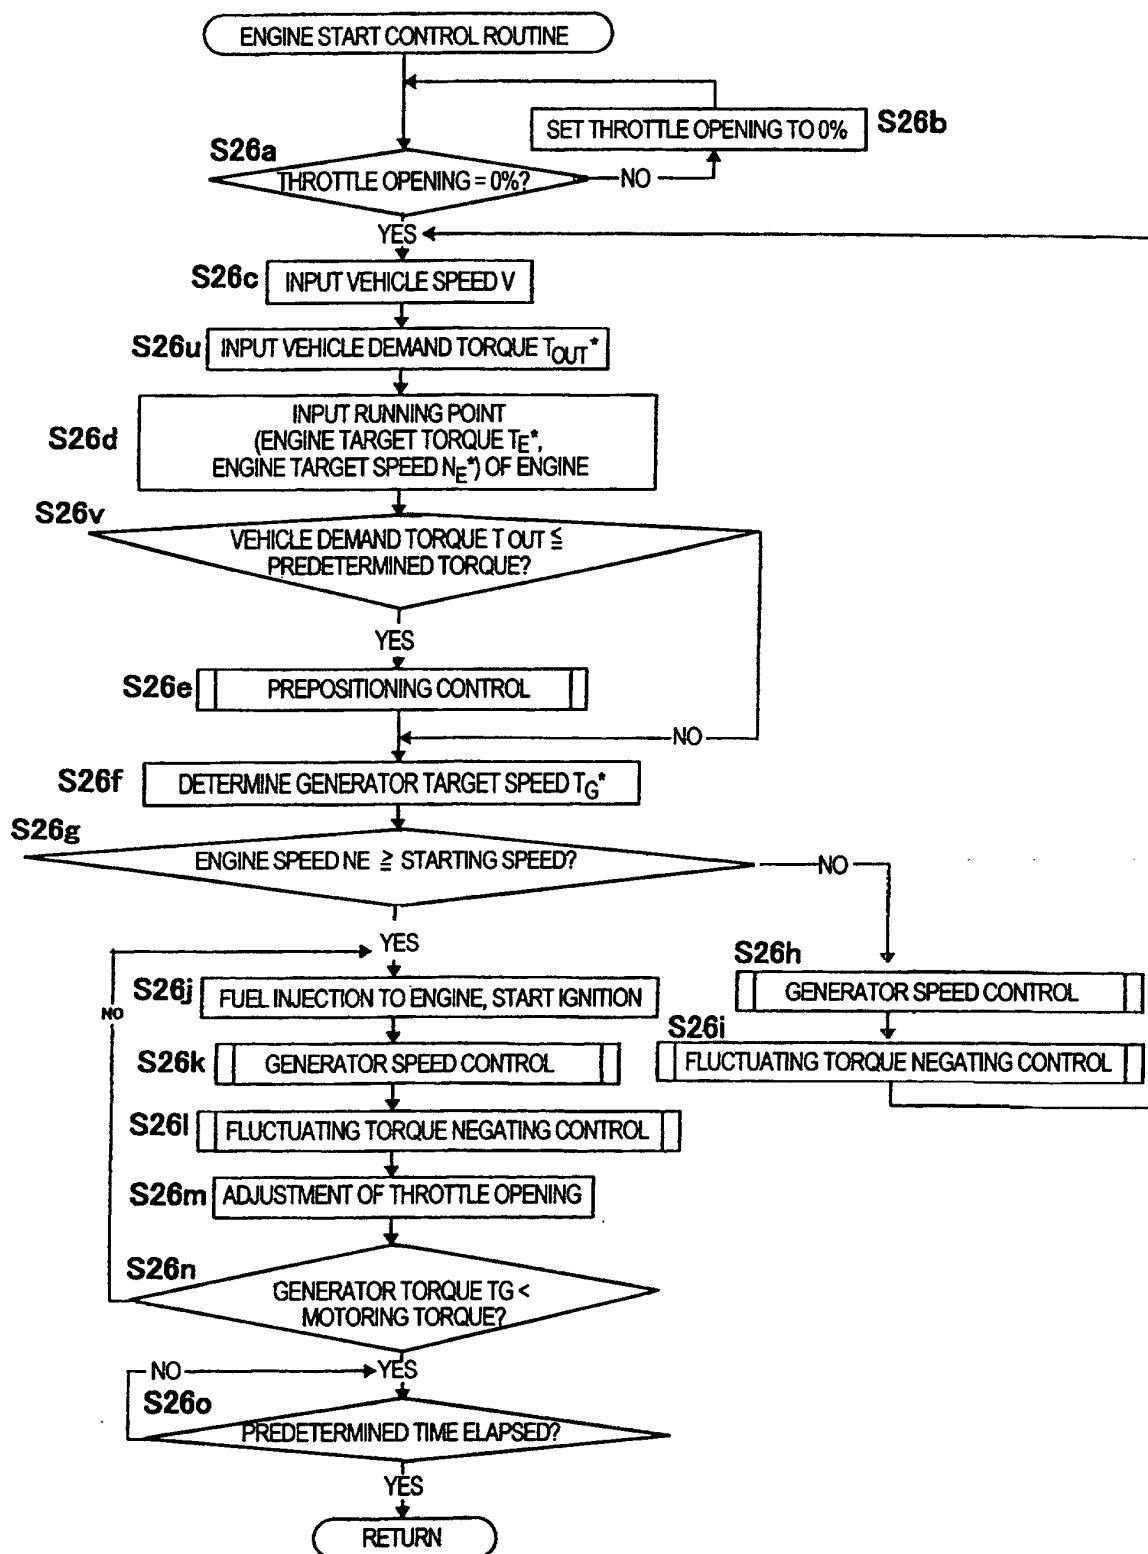 ENGINE START CONTROL ROUTINE
SET THROTTLE OPENING TO 0%
S26b
S26a
THROTTLE OPENING = 0%?
NO
YES
S26c
INPUT VEHICLE SPEED V
S26u
INPUT VEHICLE DEMAND TORQUE TOUT*
S26d
INPUT RUNNING POINT
(ENGINE TARGET TORQUE TE*,
ENGINE TARGET SPEED NE*) OF ENGINE
S26v
VEHICLE DEMAND TORQUE T OUT ≦
PREDETERMINED TORQUE?
YES
S26e
PREPOSITIONING CONTROL
NO
S26f
DETERMINE GENERATOR TARGET SPEED TG*
S26g
ENGINE SPEED NE ≧ STARTING SPEED?
NO
YES
S26h
GENERATOR SPEED CONTROL
S26i
FLUCTUATING TORQUE NEGATING CONTROL
S26j
FUEL INJECTION TO ENGINE, START IGNITION
NO
S26k
GENERATOR SPEED CONTROL
S26l
FLUCTUATING TORQUE NEGATING CONTROL
S26m
ADJUSTMENT OF THROTTLE OPENING
S26n
GENERATOR TORQUE TG <
MOTORING TORQUE?
NO
YES
S26o
PREDETERMINED TIME ELAPSED?
YES
RETURN